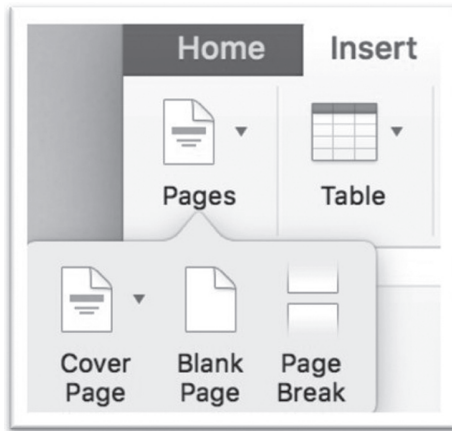 Home Insert
Pages Table
Cover Blank Page
Page Page Break